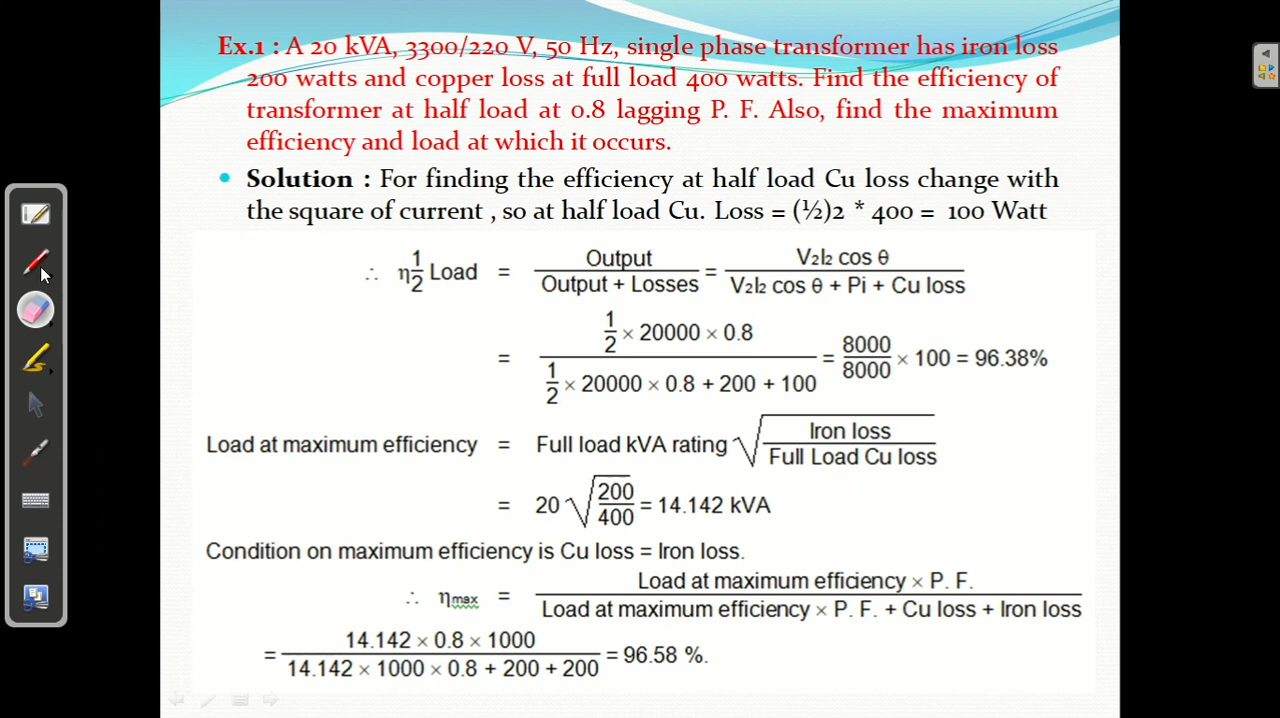 Ex.1 : A 20 kVA, 3300/220 V, 50 Hz, single phase transformer has iron loss
200 watts and copper loss at full load 400 watts. Find the efficiency of
transformer at half load at 0.8 lagging P. F. Also, find the maximum
efficiency and load at which it occurs.
• Solution : For finding the efficiency at half load Cu loss change with
the square of current , so at half load Cu. Loss = (½)2 * 400 = 100 Watt
∴ η 1/2 Load = Output / Output + Losses = V2I2 cos θ / V2I2 cos θ + Pi + Cu loss
= 1/2 × 20000 × 0.8 / 1/2 × 20000 × 0.8 + 200 + 100 = 8000 / 8000 × 100 = 96.38%
Load at maximum efficiency = Full load kVA rating √ Iron loss / Full Load Cu loss
= 20 √ 200 / 400 = 14.142 kVA
Condition on maximum efficiency is Cu loss = Iron loss.
∴ ηmax = Load at maximum efficiency × P. F. / Load at maximum efficiency × P. F. + Cu loss + Iron loss
= 14.142 × 0.8 × 1000 / 14.142 × 1000 × 0.8 + 200 + 200 = 96.58 %.